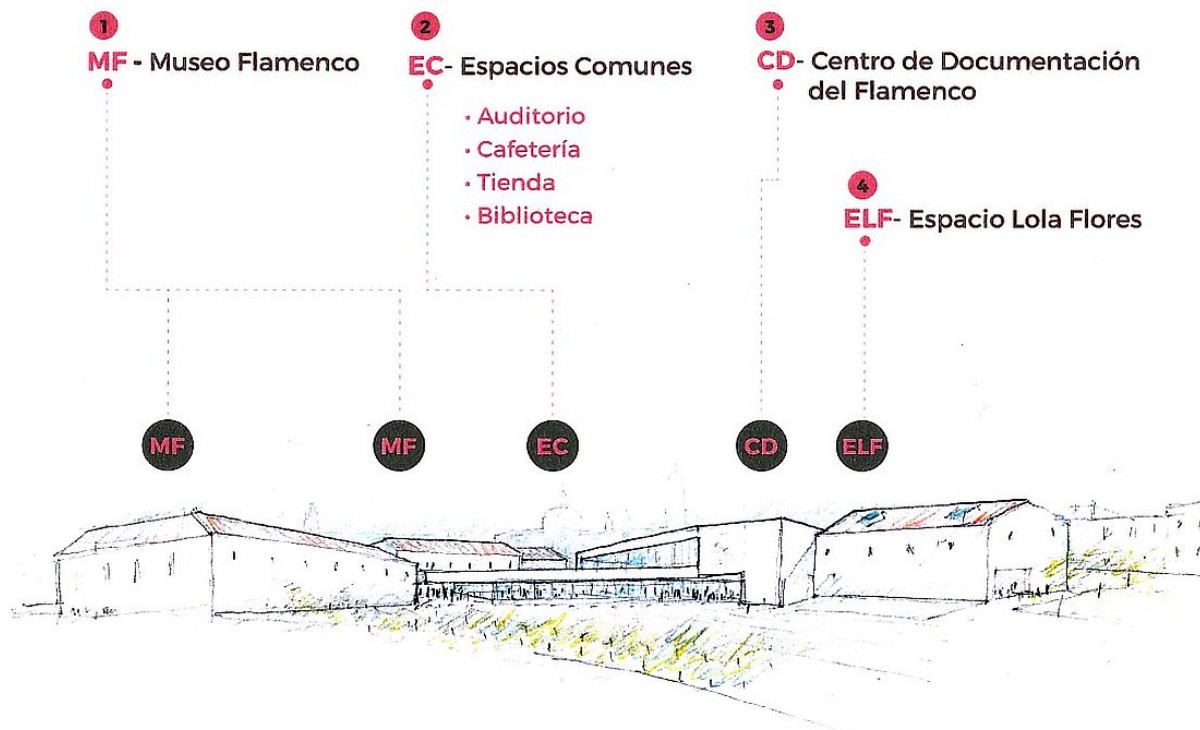 1
MF - Museo Flamenco
2
EC- Espacios Comunes
• Auditorio
• Cafetería
• Tienda
• Biblioteca
3
CD- Centro de Documentación
del Flamenco
4
ELF- Espacio Lola Flores
MF
MF
EC
CD
ELF